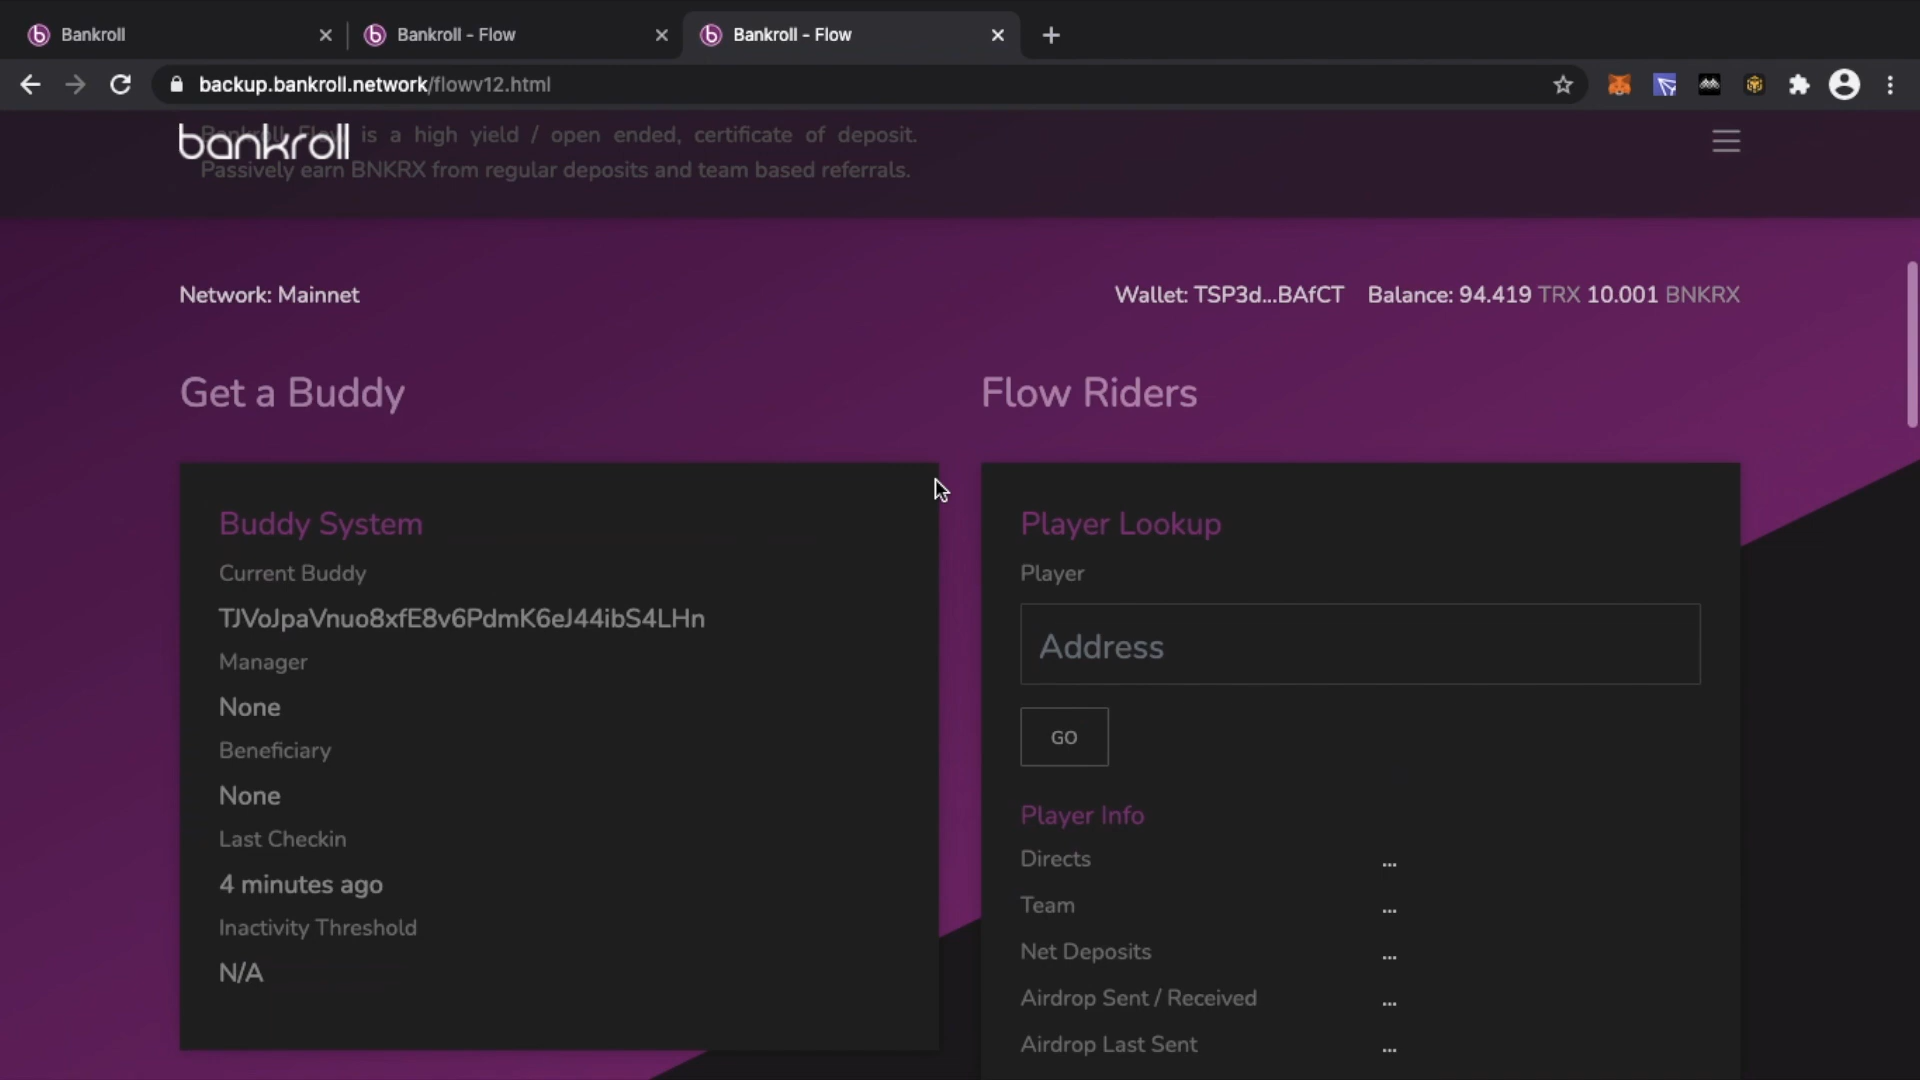 Bankroll
Bankroll - Flow
Bankroll - Flow
backup.bankroll.network/flowv12.html
bankroll
Bankroll Flow is a high yield / open ended, certificate of deposit.
Passively earn BNKRX from regular deposits and team based referrals.
Network: Mainnet
Wallet: TSP3d...BAfCT Balance: 94.419 TRX 10.001 BNKRX
Get a Buddy
Buddy System
Current Buddy
TJVoJpaVnuo8xfE8v6PdmK6eJ44ibS4LHn
Manager
None
Beneficiary
None
Last Checkin
4 minutes ago
Inactivity Threshold
N/A
Flow Riders
Player Lookup
Player
Address
GO
Player Info
Directs ...
Team ...
Net Deposits ...
Airdrop Sent / Received ...
Airdrop Last Sent ...